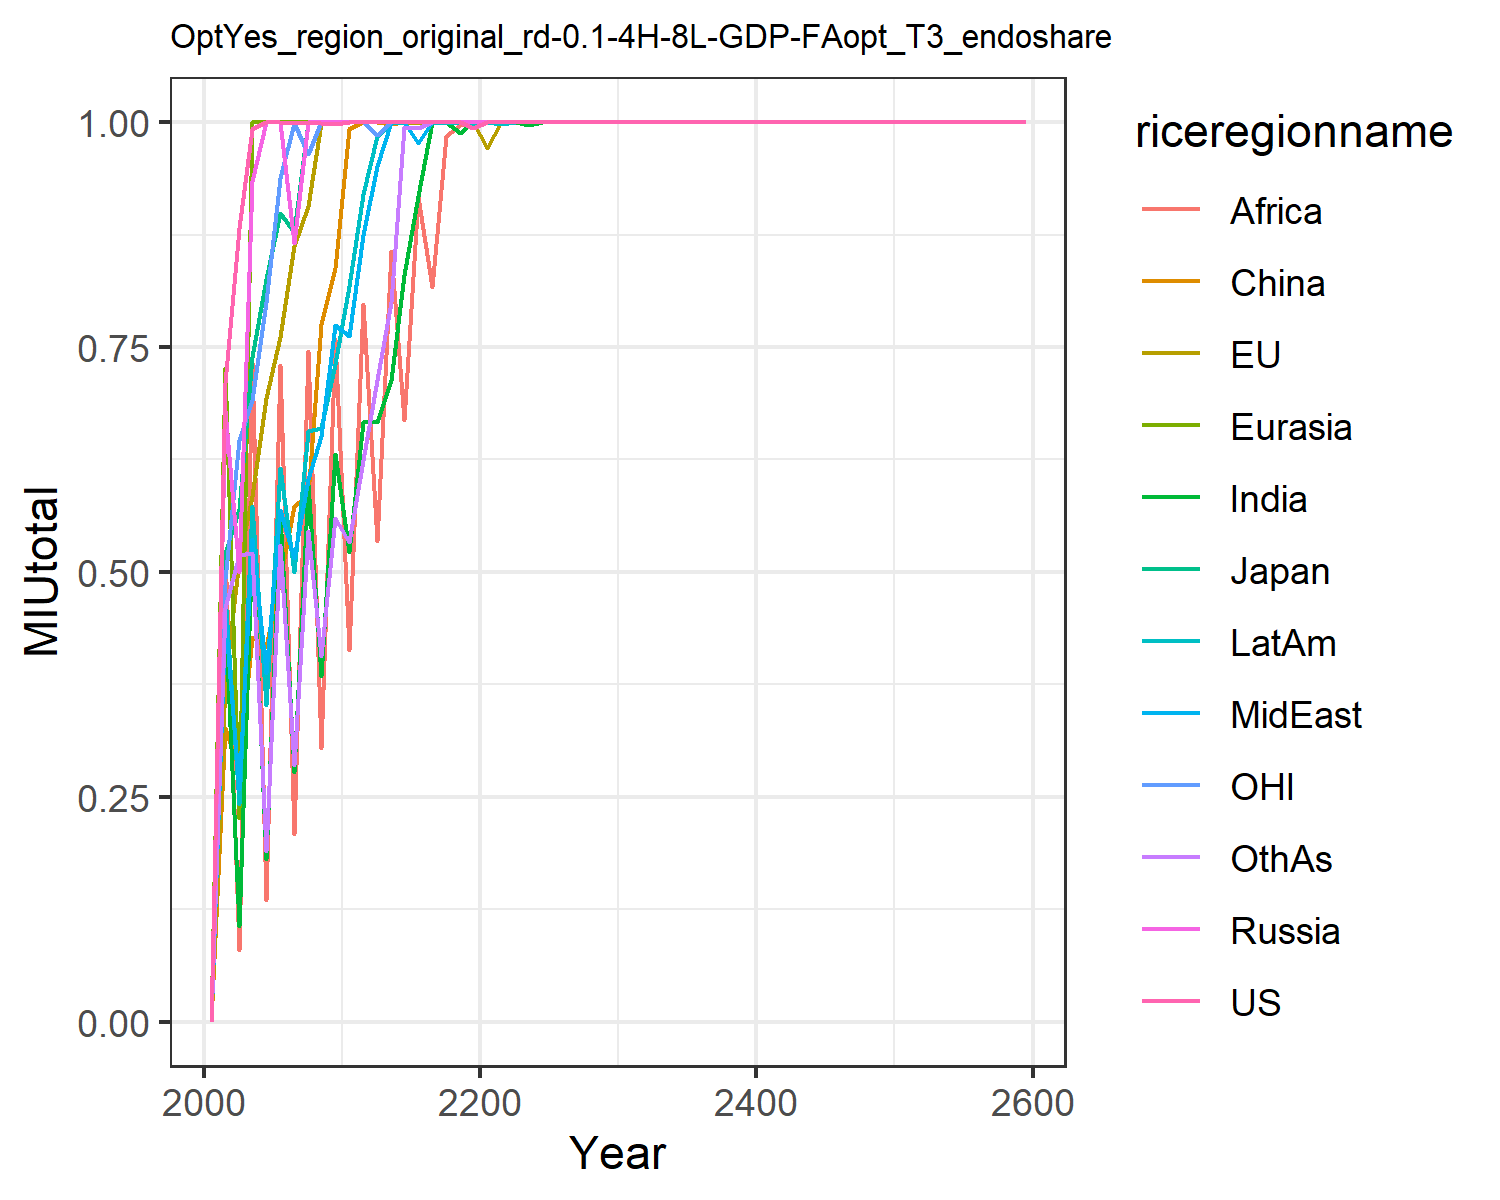 OptYes_region_original_rd-0.1-4H-8L-GDP-FAopt_T3_endoshare
1.00
0.75
0.50
0.25
0.00
MIUtotal
2000
2200
2400
2600
Year
riceregionname
Africa
China
EU
Eurasia
India
Japan
LatAm
MidEast
OHI
OthAs
Russia
US